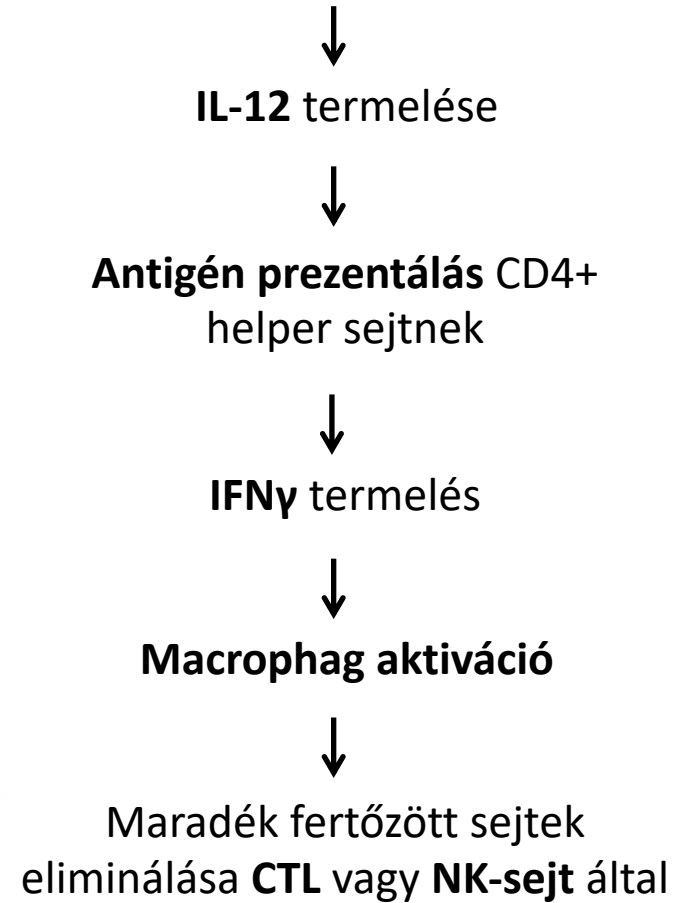 IL-12 termelése
Antigén prezentálás CD4+
helper sejtnek
IFNγ termelés
Macrophag aktiváció
Maradék fertőzött sejtek
eliminálása CTL vagy NK-sejt által